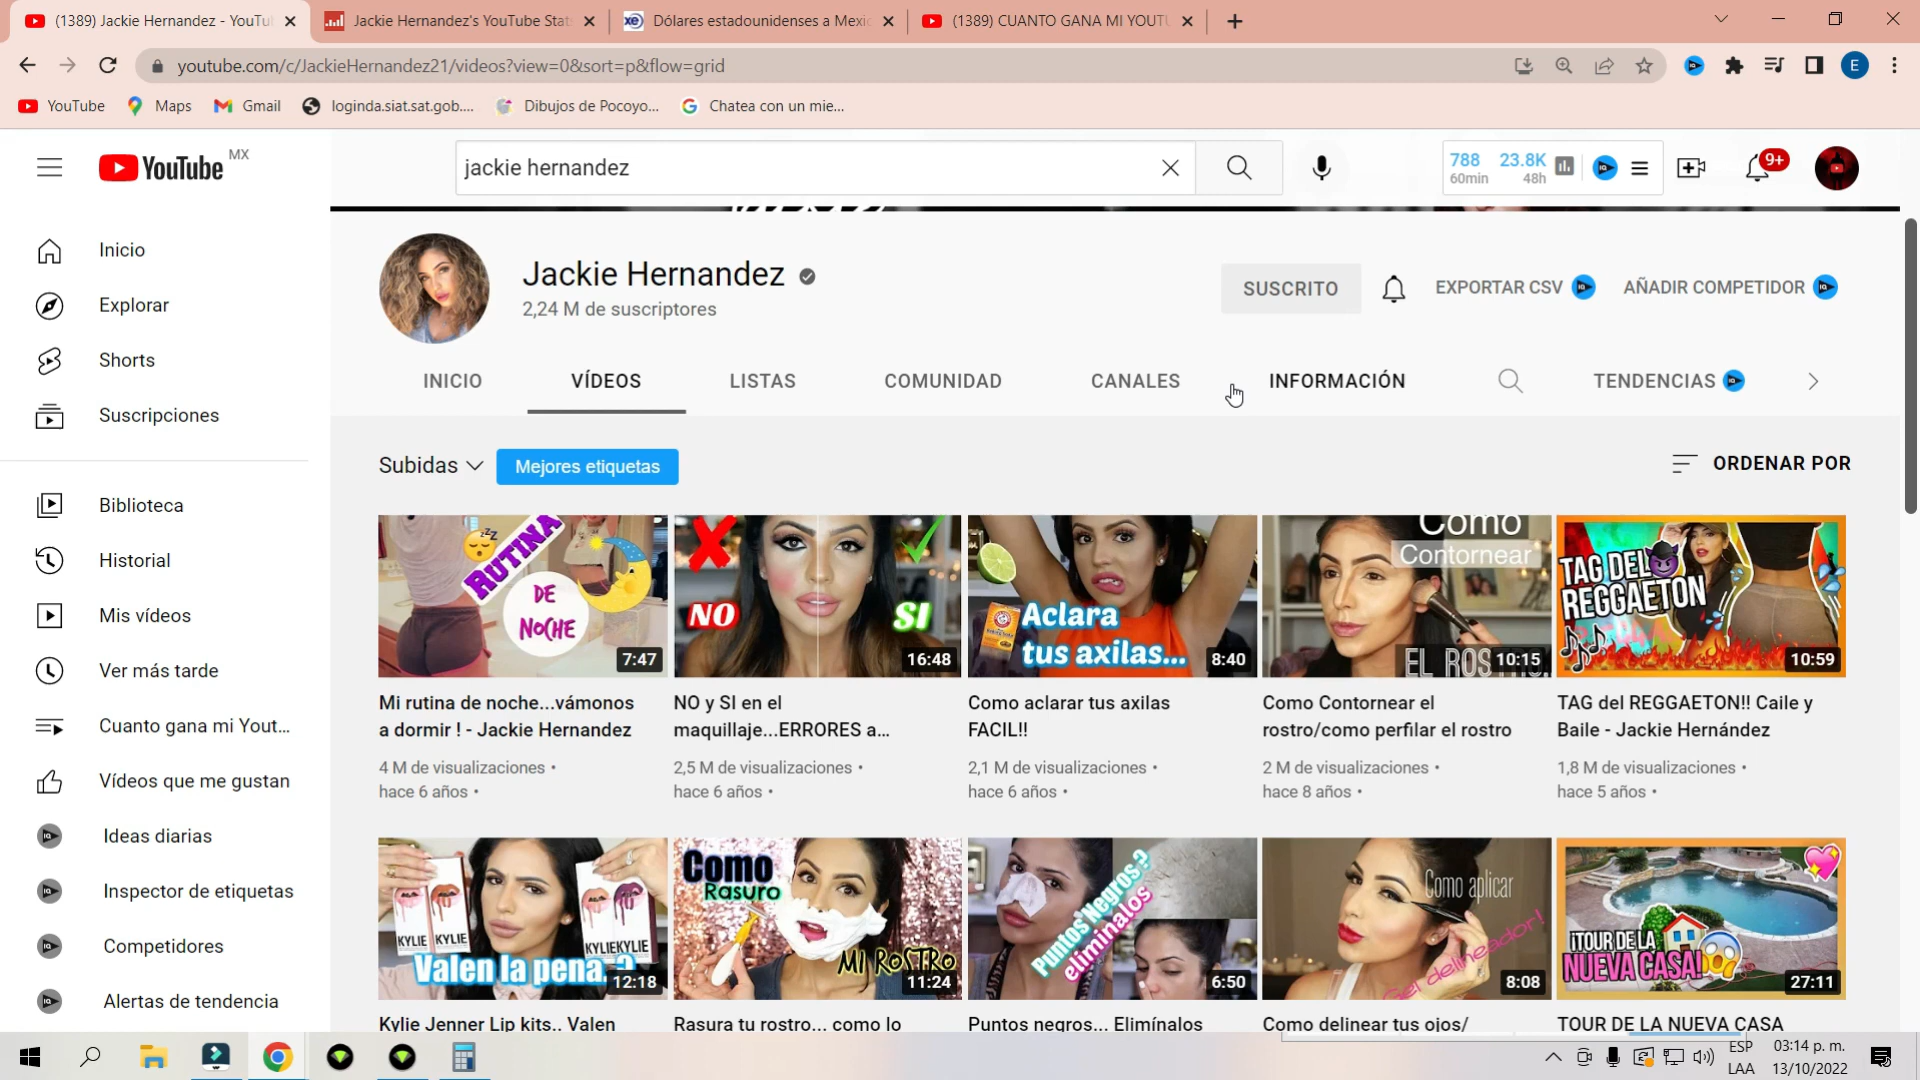 (1389) Jackie Hernandez - YouTu
Jackie Hernandez's YouTube Stat
Dólares estadounidenses a Mexic
(1389) CUANTO GANA MI YOUTU
youtube.com/c/JackieHernandez21/videos?view=0&sort=p&flow=grid
E
YouTube
Maps
Gmail
loginda.siat.sat.gob....
Dibujos de Pocoyo...
Chatea con un mie...
YouTube MX
jackie hernandez
788
60min
23.8K
48h
9+
Inicio
Explorar
Shorts
Suscripciones
Biblioteca
Historial
Mis vídeos
Ver más tarde
Cuanto gana mi Yout...
Vídeos que me gustan
Ideas diarias
Inspector de etiquetas
Competidores
Alertas de tendencia
Jackie Hernandez
2,24 M de suscriptores
SUSCRITO
EXPORTAR CSV
AÑADIR COMPETIDOR
INICIO
VÍDEOS
LISTAS
COMUNIDAD
CANALES
INFORMACIÓN
TENDENCIAS
Subidas
Mejores etiquetas
ORDENAR POR
RUTINA
DE
NOCHE
7:47
NO
SI
16:48
Aclara
tus axilas...
8:40
Como
Contornear
EL ROSTRO
10:15
TAG DEL
REGGAETON
10:59
Mi rutina de noche...vámonos
a dormir ! - Jackie Hernandez
4 M de visualizaciones •
hace 6 años •
NO y SI en el
maquillaje...ERRORES a...
2,5 M de visualizaciones •
hace 6 años •
Como aclarar tus axilas
FACIL!!
2,1 M de visualizaciones •
hace 6 años •
Como Contornear el
rostro/como perfilar el rostro
2 M de visualizaciones •
hace 8 años •
TAG del REGGAETON!! Caile y
Baile - Jackie Hernández
1,8 M de visualizaciones •
hace 5 años •
KYLIE KYLIE
KYLIE KYLIE
Valen la pena..?
12:18
Como
Rasuro
MI ROSTRO
11:24
Puntos Negros?
eliminalos
6:50
Como aplicar
Gel delineador!
8:08
¡TOUR DE LA
NUEVA CASA!
27:11
Kylie Jenner Lip kits.. Valen
Rasura tu rostro... como lo
Puntos negros... Elimínalos
Como delinear tus ojos/
TOUR DE LA NUEVA CASA
ESP
LAA
03:14 p. m.
13/10/2022